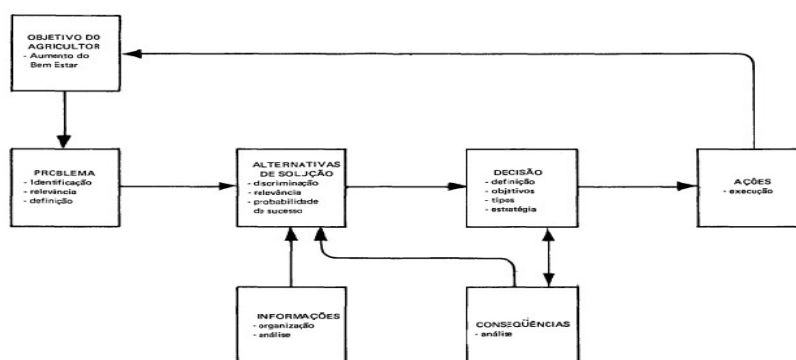 OBJETIVO DO
AGRICULTOR
- Aumento do
Bem Estar
PROBLEMA
- Identificação
- relevância
- definição
ALTERNATIVAS
DE SOLUÇÃO
- discriminação
- relevância
- probabilidade
de sucesso
DECISÃO
- definição
- objetivos
- tipos
- estratégia
AÇÕES
- execução
INFORMAÇÕES
- organização
- análise
CONSEQÜÊNCIAS
- análise